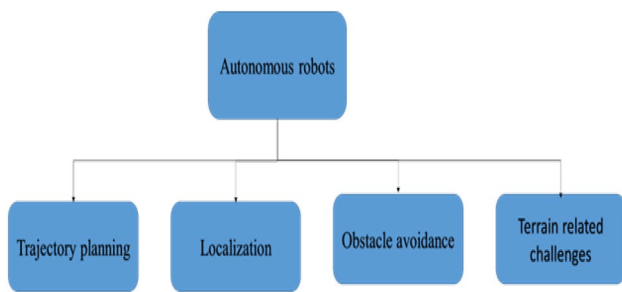 Autonomous robots
Trajectory planning
Localization
Obstacle avoidance
Terrain related
challenges